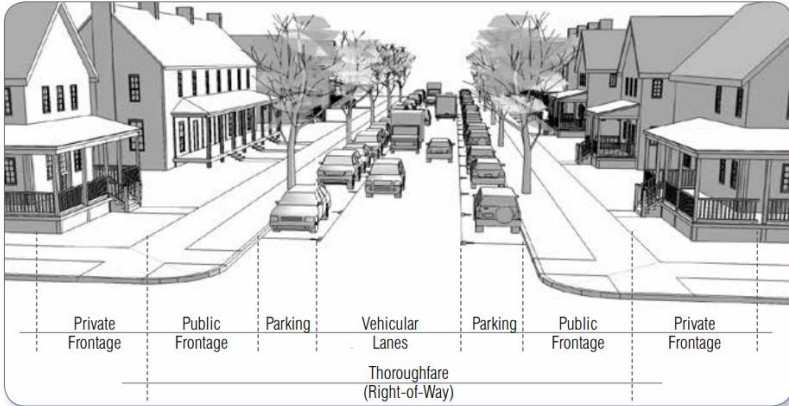 Private Frontage
Public Frontage
Parking
Vehicular Lanes
Parking
Public Frontage
Private Frontage
Thoroughfare
(Right-of-Way)